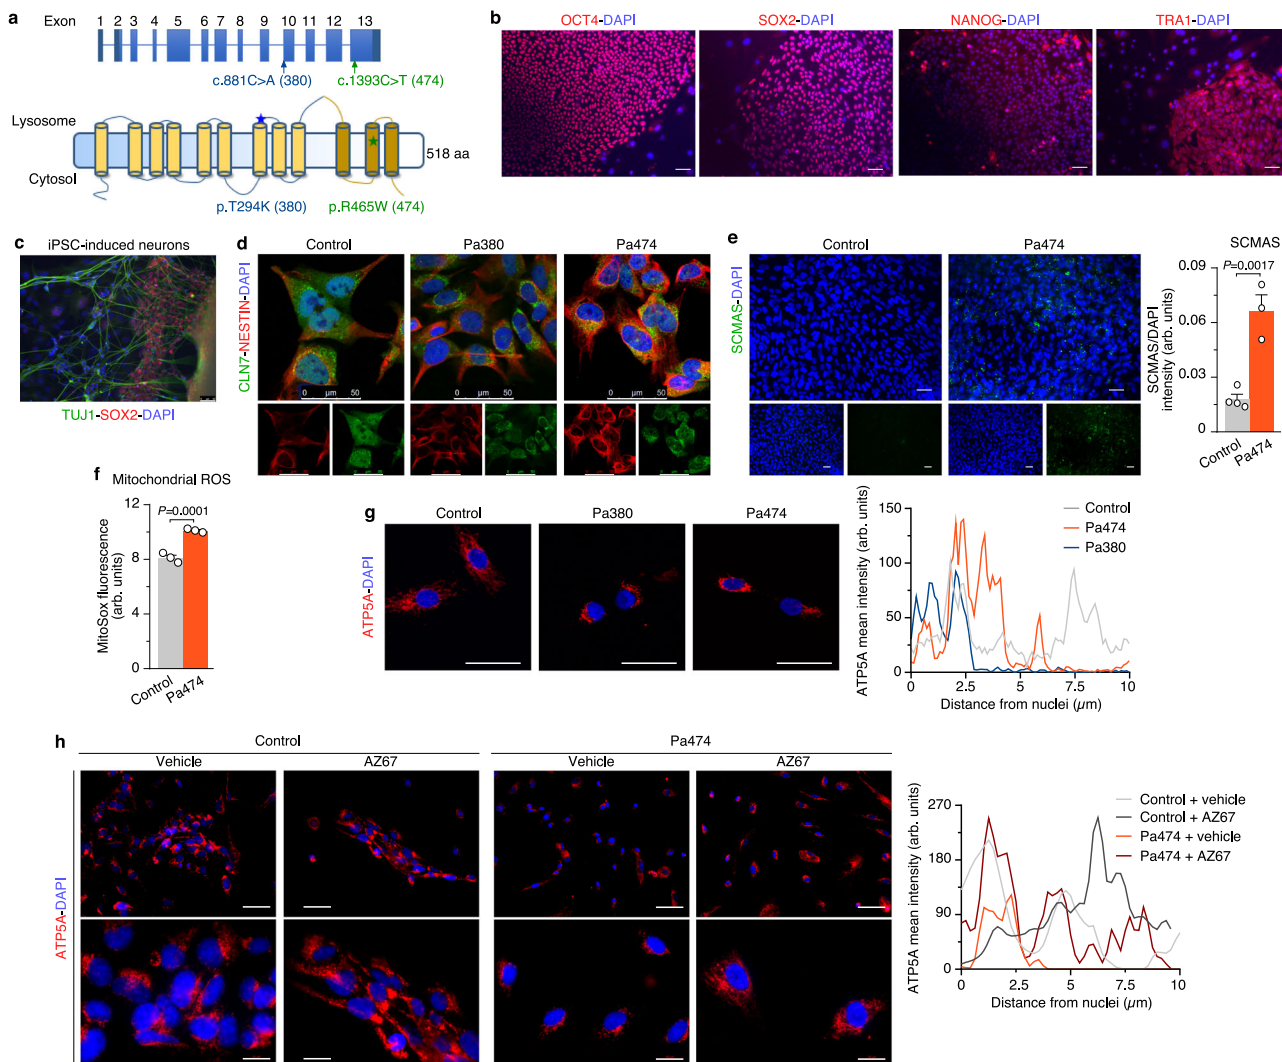 a
Exon 1 2 3 4 5 6 7 8 9 10 11 12 13
c.881C>A (380) c.1393C>T (474)
Lysosome
518 aa
Cytosol
p.T294K (380) p.R465W (474)
b
OCT4-DAPI SOX2-DAPI NANOG-DAPI TRA1-DAPI
c
iPSC-induced neurons
TUJ1-SOX2-DAPI
d
Control Pa380 Pa474
CLN7-NESTIN-DAPI
0 µm 50 0 µm 50 0 µm 50
e
Control Pa474
SCMAS-DAPI
SCMAS
P=0.0017
SCMAS/DAPI
intensity (arb. units)
0.09
0.06
0.03
0
Control
Pa474
f
Mitochondrial ROS
P=0.0001
MitoSox fluorescence
(arb. units)
12
8
4
0
Control
Pa474
g
Control Pa380 Pa474
ATP5A-DAPI
ATP5A mean intensity (arb. units)
150
100
50
0
0 2.5 5 7.5 10
Distance from nuclei (µm)
Control
Pa474
Pa380
h
Control Pa474
Vehicle AZ67 Vehicle AZ67
ATP5A-DAPI
ATP5A mean intensity (arb. units)
270
180
90
0
0 2.5 5 7.5 10
Distance from nuclei (µm)
Control + vehicle
Control + AZ67
Pa474 + vehicle
Pa474 + AZ67